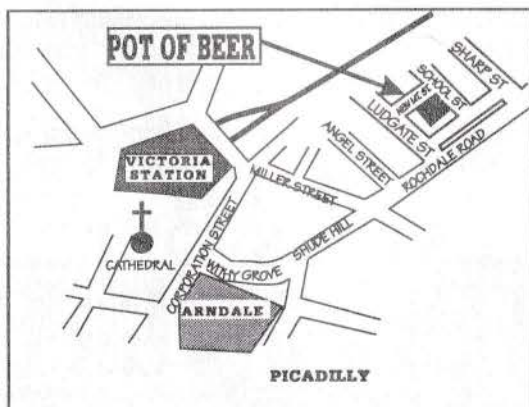 POT OF BEER
SHARP ST
SCHOOL ST
NEW MT. ST
LUDGATE ST
ANGEL STREET
ROCHDALE ROAD
VICTORIA
STATION
MILLER STREET
SHUDE HILL
CATHEDRAL
CORPORATION STREET
WITHY GROVE
ARNDALE
PICADILLY